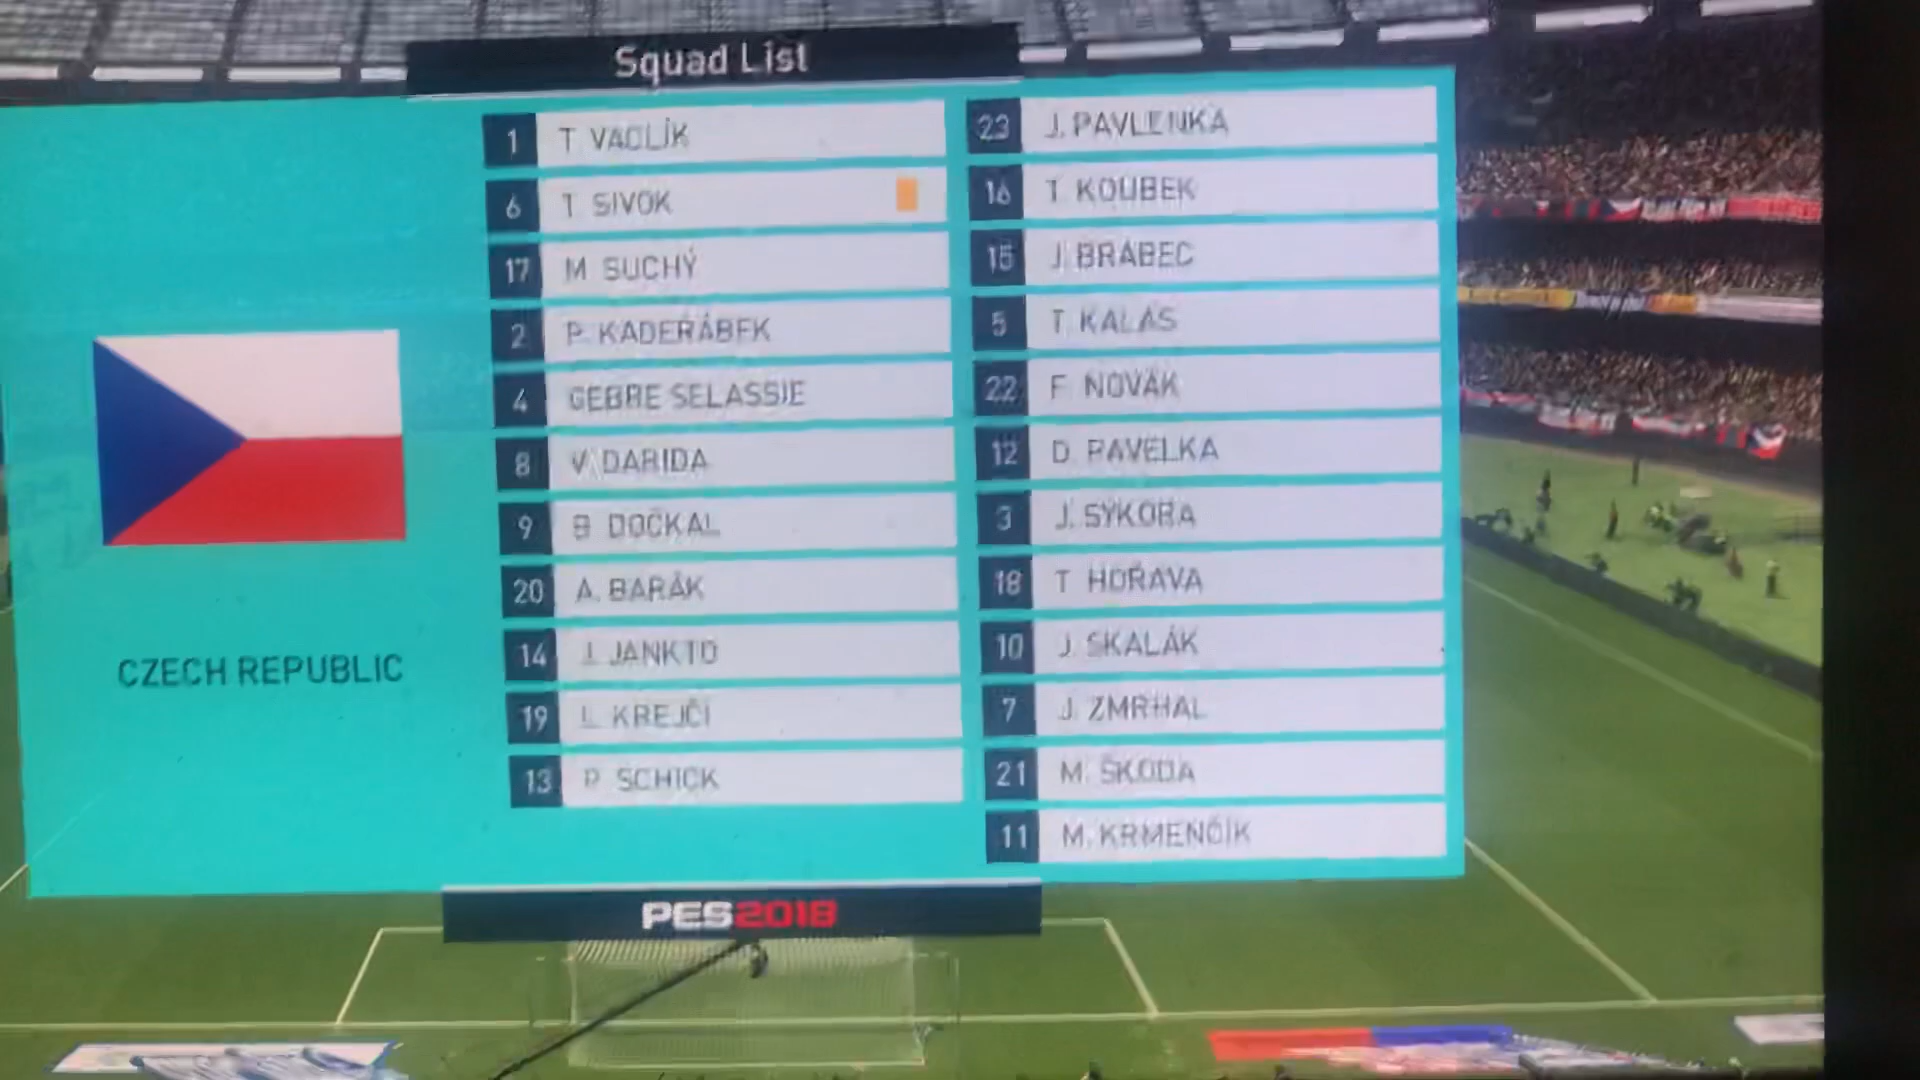 Squad List
1 T. VACLÍK
6 T. SIVOK
17 M. SUCHÝ
2 P. KADEŘÁBEK
4 GEBRE SELASSIE
8 V. DARIDA
9 B. DOČKAL
20 A. BARÁK
14 J. JANKTO
19 L. KREJČÍ
13 P. SCHICK
23 J. PAVLENKA
16 T. KOUBEK
15 J. BRABEC
5 T. KALAS
22 F. NOVÁK
12 D. PAVELKA
3 J. SÝKORA
18 T. HOŘAVA
10 J. SKALÁK
7 J. ZMRHAL
21 M. ŠKODA
11 M. KRMENČÍK
CZECH REPUBLIC
PES2018